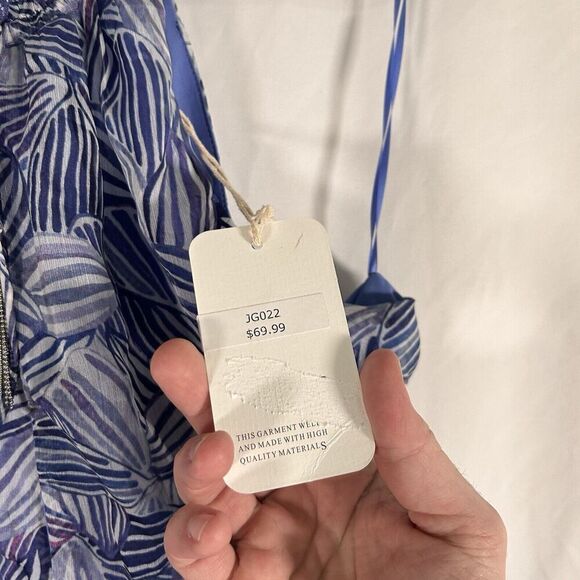 JG022
$69.99
THIS GARMENT WELL
AND MADE WITH HIGH
QUALITY MATERIALS